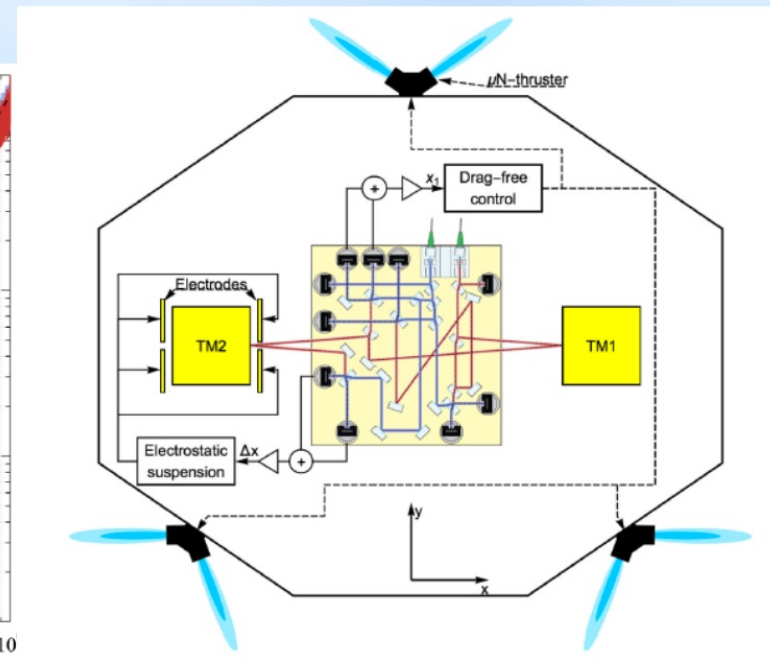 μN–thruster
x1
Drag–free
control
Electrodes
TM2
TM1
Electrostatic
suspension
Δx
y
x
10